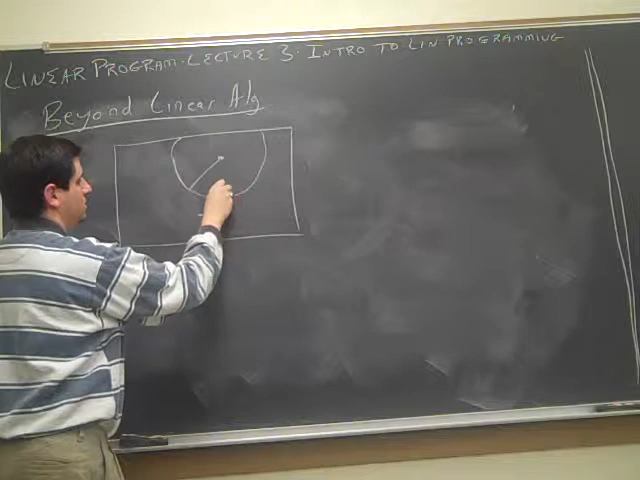 LINEAR PROGRAM. LECTURE 3. INTRO TO LIN PROGRAMMING
Beyond Linear Alg